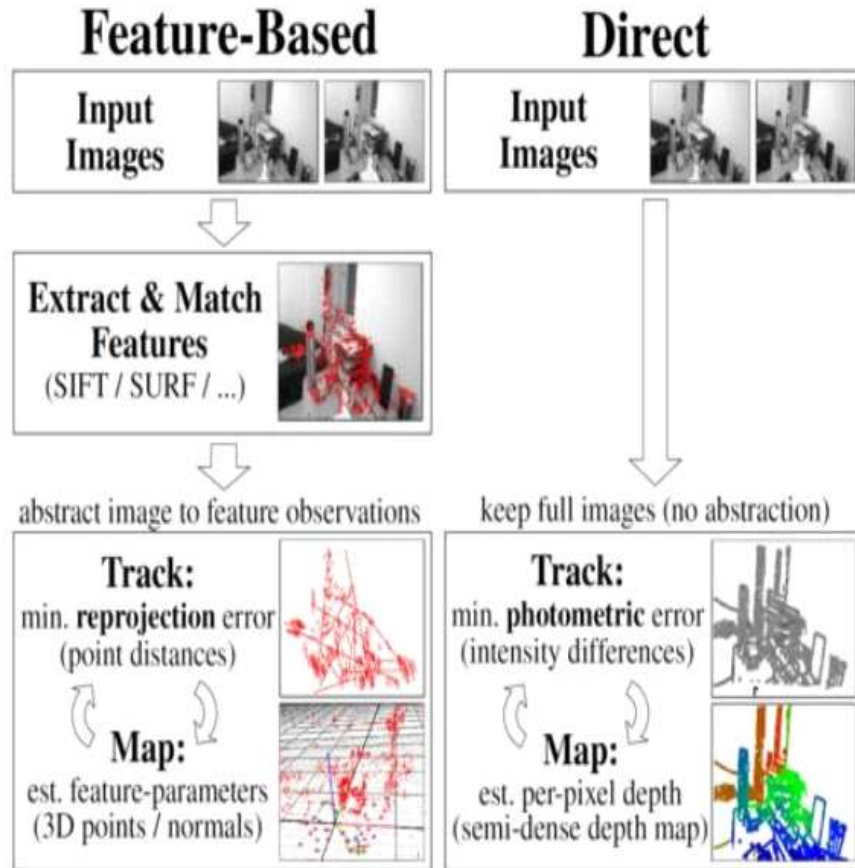 Feature-Based
Input
Images
Extract & Match
Features
(SIFT / SURF / ...)
abstract image to feature observations
Track:
min. reprojection error
(point distances)
Map:
est. feature-parameters
(3D points / normals)
Direct
Input
Images
keep full images (no abstraction)
Track:
min. photometric error
(intensity differences)
Map:
est. per-pixel depth
(semi-dense depth map)